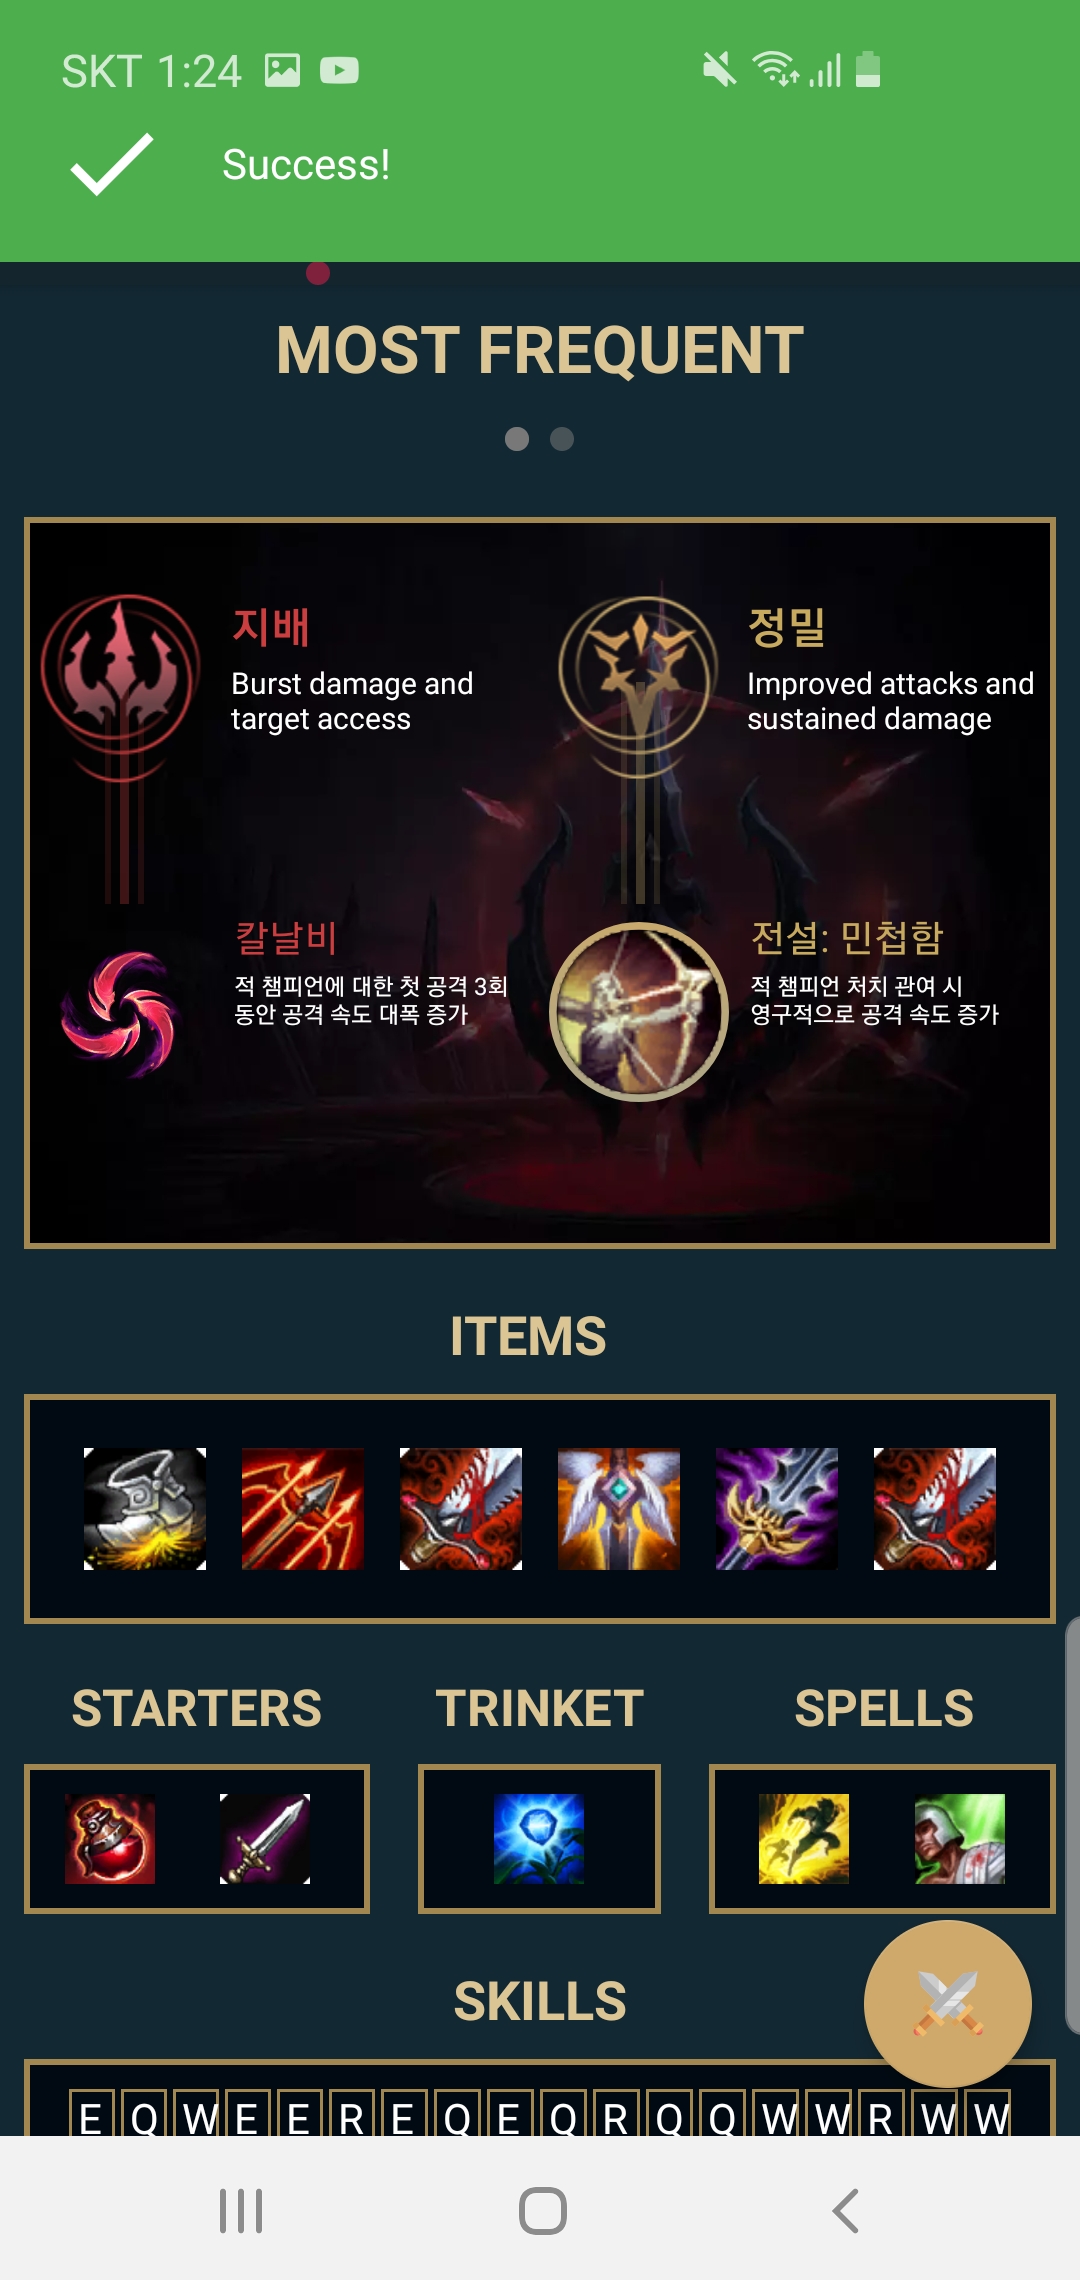 SKT 1:24
Success!
MOST FREQUENT
지배
Burst damage and
target access
정밀
Improved attacks and
sustained damage
칼날비
적 챔피언에 대한 첫 공격 3회
동안 공격 속도 대폭 증가
전설: 민첩함
적 챔피언 처치 관여 시
영구적으로 공격 속도 증가
ITEMS
STARTERS
TRINKET
SPELLS
SKILLS
E Q W E E R E Q E Q R Q Q W W R W W